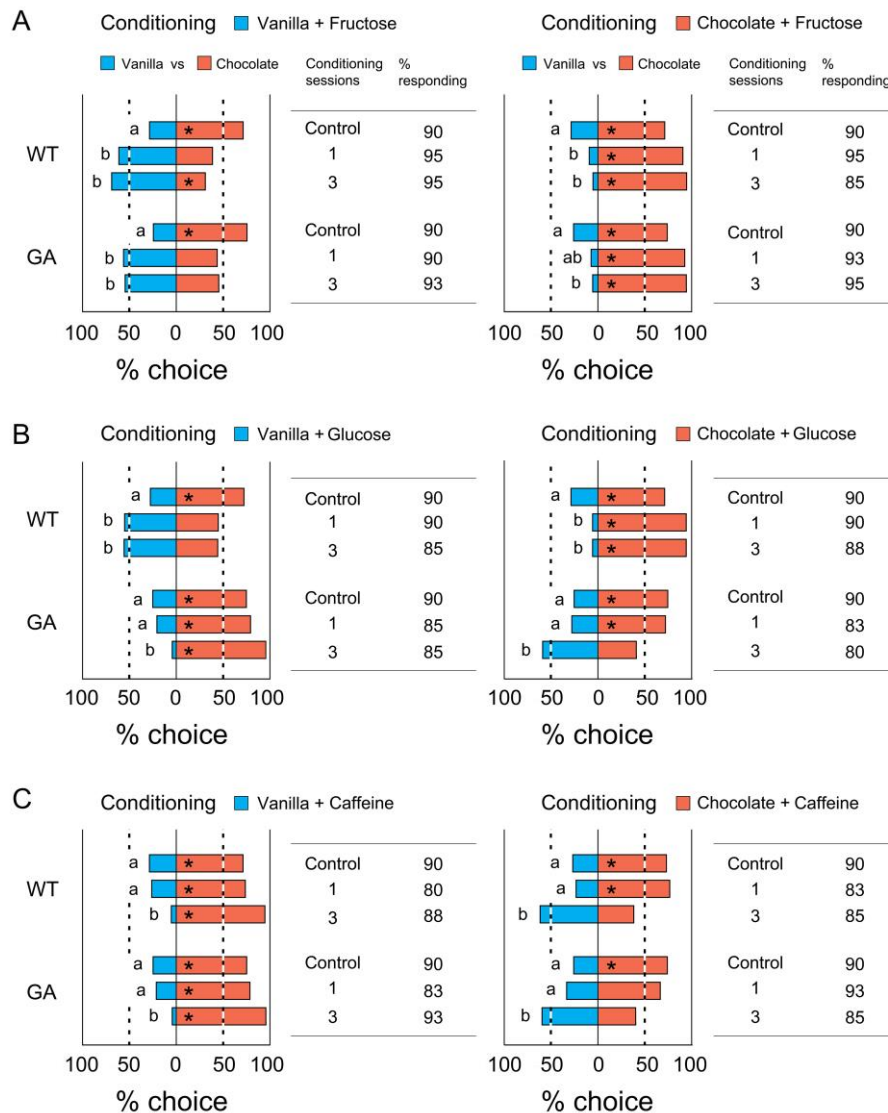 A
Conditioning Vanilla + Fructose
Conditioning Chocolate + Fructose
Vanilla vs Chocolate Conditioning sessions % responding
Vanilla vs Chocolate Conditioning sessions % responding
WT
a * Control 90
b 1 95
b * 3 95
a * Control 90
b * 1 95
b * 3 85
GA
a * Control 90
b 1 90
b 3 93
a * Control 90
ab * 1 93
b * 3 95
100 50 0 50 100
% choice
100 50 0 50 100
% choice
B
Conditioning Vanilla + Glucose
Conditioning Chocolate + Glucose
WT
a * Control 90
b 1 90
b 3 85
a * Control 90
b * 1 90
b * 3 88
GA
a * Control 90
a * 1 85
b * 3 85
a * Control 90
a * 1 83
b 3 80
100 50 0 50 100
% choice
100 50 0 50 100
% choice
C
Conditioning Vanilla + Caffeine
Conditioning Chocolate + Caffeine
WT
a * Control 90
a * 1 80
b * 3 88
a * Control 90
a * 1 83
b 3 85
GA
a * Control 90
a * 1 83
b * 3 93
a * Control 90
a 1 93
b 3 85
100 50 0 50 100
% choice
100 50 0 50 100
% choice